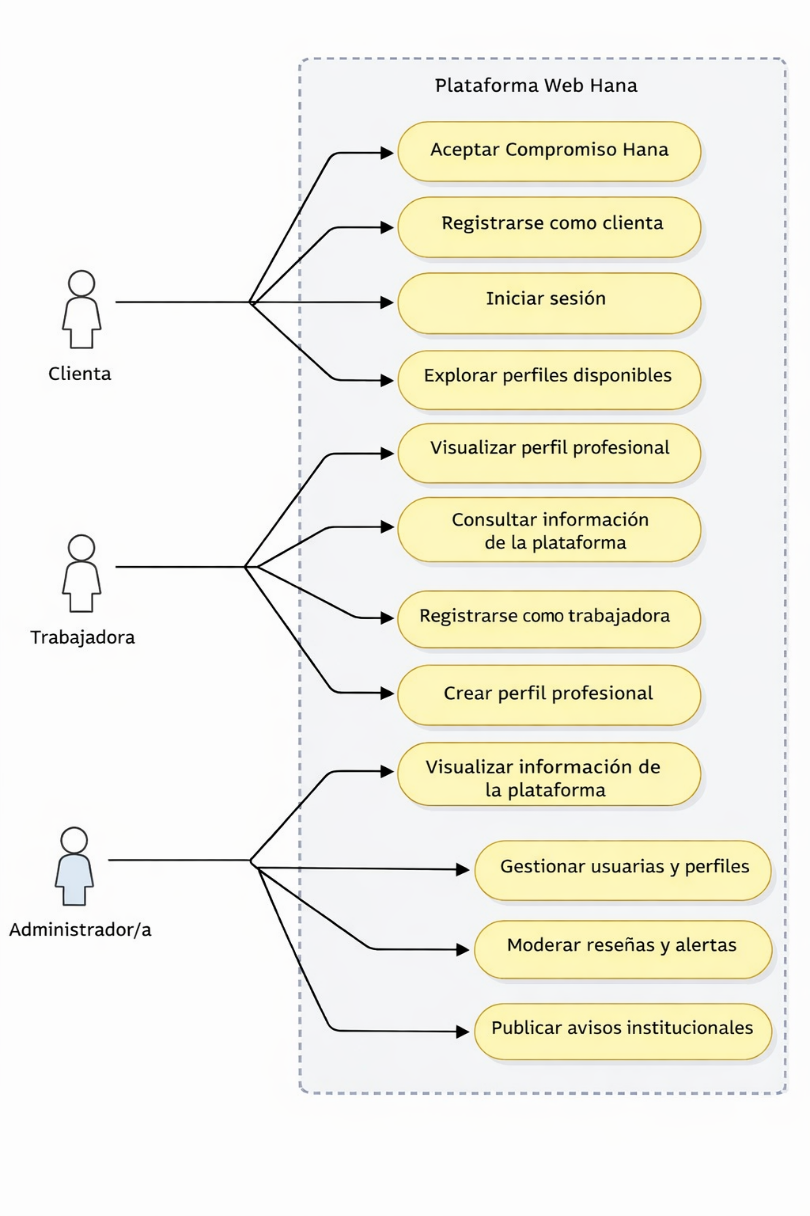 Plataforma Web Hana
Aceptar Compromiso Hana
Registrarse como clienta
Iniciar sesión
Explorar perfiles disponibles
Clienta
Visualizar perfil profesional
Consultar información
de la plataforma
Registrarse como trabajadora
Crear perfil profesional
Trabajadora
Visualizar información de
la plataforma
Gestionar usuarias y perfiles
Moderar reseñas y alertas
Publicar avisos institucionales
Administrador/a